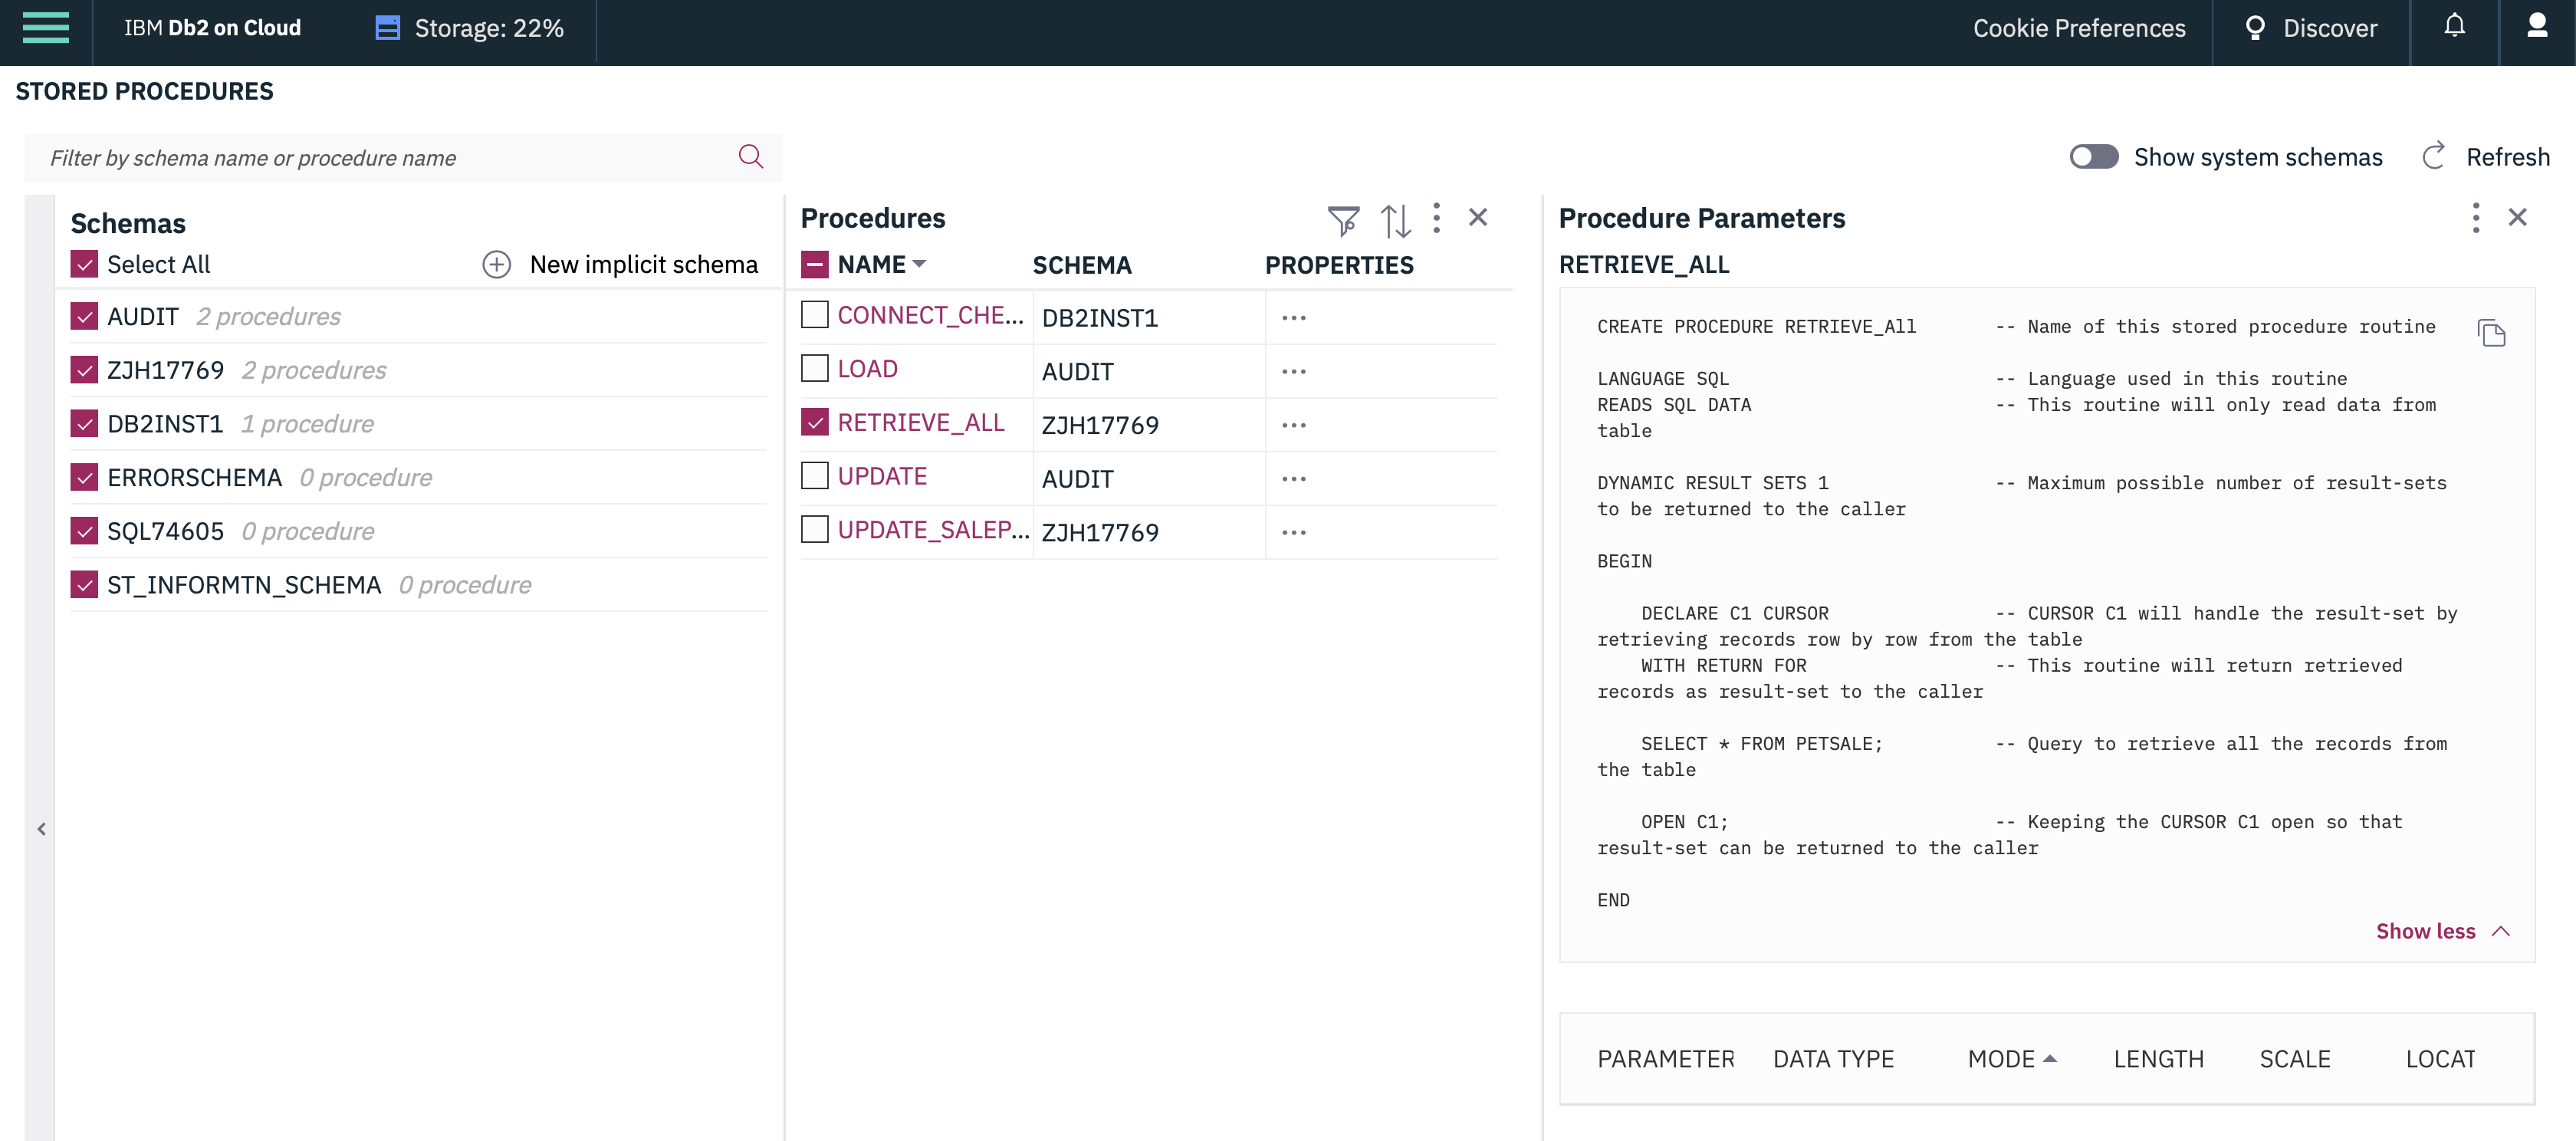 IBM Db2 on Cloud
Storage: 22%
Cookie Preferences
Discover
STORED PROCEDURES
Filter by schema name or procedure name
Show system schemas
Refresh
Schemas
Select All
New implicit schema
AUDIT 2 procedures
ZJH17769 2 procedures
DB2INST1 1 procedure
ERRORSCHEMA 0 procedure
SQL74605 0 procedure
ST_INFORMTN_SCHEMA 0 procedure
Procedures
NAME SCHEMA PROPERTIES
CONNECT_CHE... DB2INST1 ...
LOAD AUDIT ...
RETRIEVE_ALL ZJH17769 ...
UPDATE AUDIT ...
UPDATE_SALEP... ZJH17769 ...
Procedure Parameters
RETRIEVE_ALL
CREATE PROCEDURE RETRIEVE_All -- Name of this stored procedure routine
LANGUAGE SQL -- Language used in this routine
READS SQL DATA -- This routine will only read data from
table
DYNAMIC RESULT SETS 1 -- Maximum possible number of result-sets
to be returned to the caller
BEGIN
DECLARE C1 CURSOR -- CURSOR C1 will handle the result-set by
retrieving records row by row from the table
WITH RETURN FOR -- This routine will return retrieved
records as result-set to the caller
SELECT * FROM PETSALE; -- Query to retrieve all the records from
the table
OPEN C1; -- Keeping the CURSOR C1 open so that
result-set can be returned to the caller
END
Show less
PARAMETER DATA TYPE MODE LENGTH SCALE LOCAT